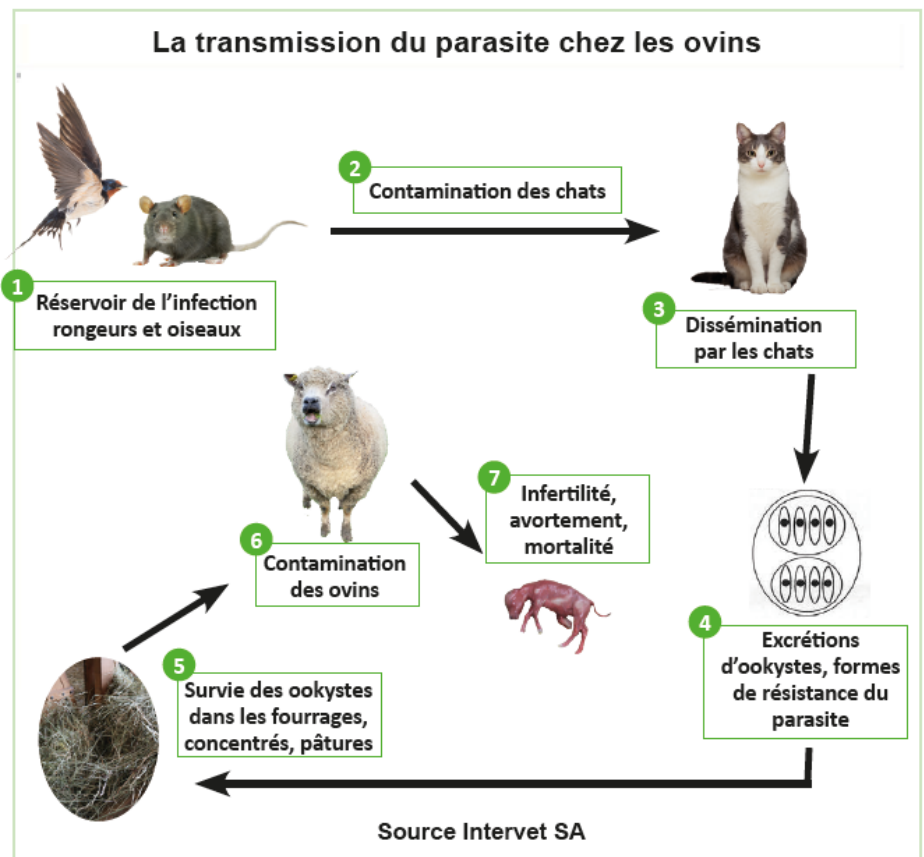 La transmission du parasite chez les ovins
2
Contamination des chats
1
Réservoir de l'infection
rongeurs et oiseaux
3
Dissémination
par les chats
7
Infertilité,
avortement,
mortalité
6
Contamination
des ovins
4
Excrétions
d'ookystes, formes
de résistance du
parasite
5
Survie des ookystes
dans les fourrages,
concentrés, pâtures
Source Intervet SA